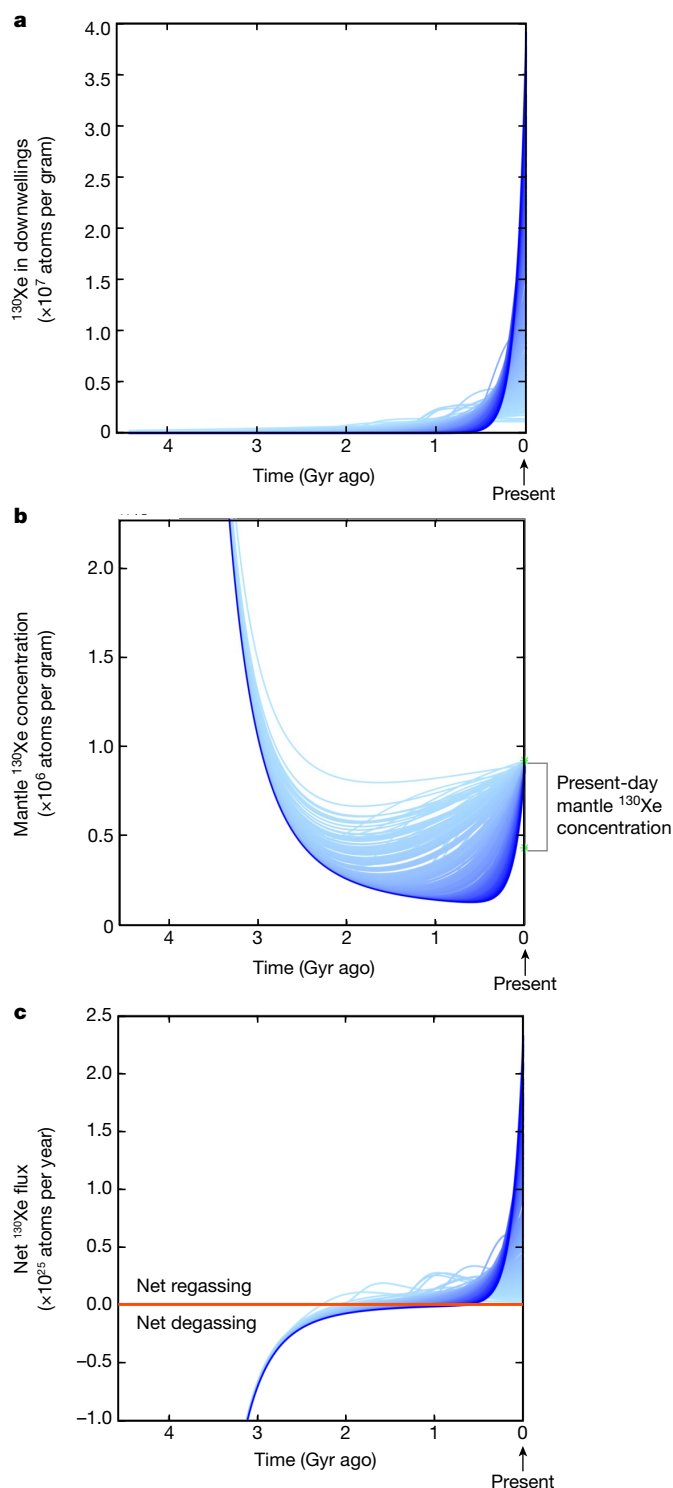 a
4.0
4.0
3.0
2.5
2.0
1.5
1.0
0.5
0
¹³⁰Xe in downwellings
(×10⁷ atoms per gram)
4
3
2
1
0
Time (Gyr ago)
Present
b
2.0
1.5
1.0
0.5
0
Mantle ¹³⁰Xe concentration
(×10⁶ atoms per gram)
Present-day
mantle ¹³⁰Xe
concentration
4
3
2
1
0
Time (Gyr ago)
Present
c
2.5
2.0
1.5
1.0
0.5
0.0
−0.5
−1.0
Net ¹³⁰Xe flux
(×10²⁵ atoms per year)
Net regassing
Net degassing
4
3
2
1
0
Time (Gyr ago)
Present